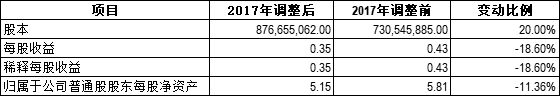 项目 2017年调整后 2017年调整前 变动比例
股本 876,655,062.00 730,545,885.00 20.00%
每股收益 0.35 0.43 -18.60%
稀释每股收益 0.35 0.43 -18.60%
归属于公司普通股股东每股净资产 5.15 5.81 -11.36%